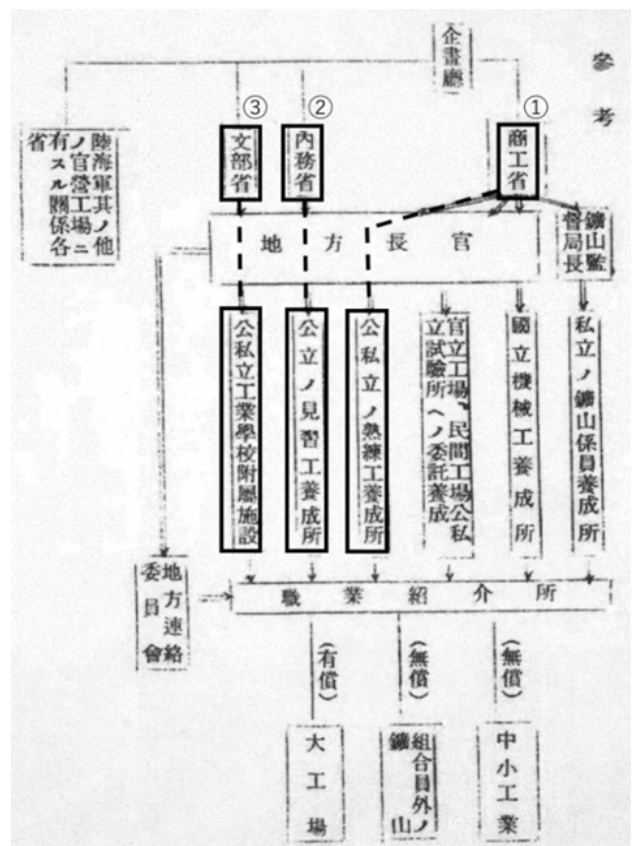 參考
企畫廳
①
商工省
②
內務省
③
文部省
陸海軍其ノ他
ノ官營工場ニ
有スル關係各
省
鑛山監
督局長
地方長官
私立ノ鑛山係員養成所
國立機械工養成所
官立工場、民間工場公私
立試驗所ヘノ委託養成
公私立ノ熟練工養成所
公立ノ見習工養成所
公私立工業學校附屬施設
地方連絡
委員會
職業紹介所
(無償)
(無償)
(有償)
中小工業
組合員外ノ
鑛山
大工場